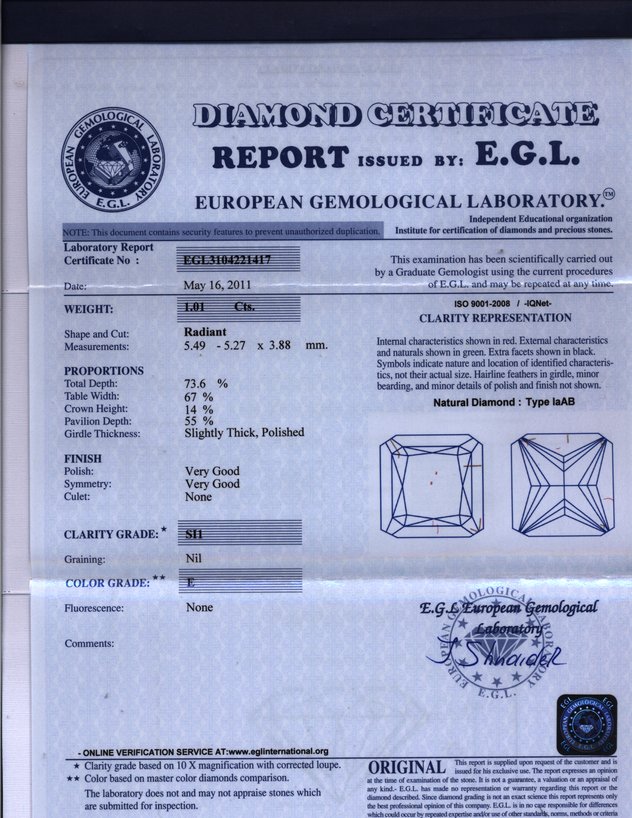 DIAMOND CERTIFICATE
REPORT ISSUED BY: E.G.L.
EUROPEAN GEMOLOGICAL LABORATORY.™
EUROPEAN GEMOLOGICAL LABORATORY
E.G.L.
Independent Educational organization
Institute for certification of diamonds and precious stones.
NOTE: This document contains security features to prevent unauthorized duplication.
Laboratory Report
Certificate No : EGL3104221417
Date: May 16, 2011
WEIGHT: 1.01 Cts.
Shape and Cut: Radiant
Measurements: 5.49 - 5.27 x 3.88 mm.
PROPORTIONS
Total Depth: 73.6 %
Table Width: 67 %
Crown Height: 14 %
Pavilion Depth: 55 %
Girdle Thickness: Slightly Thick, Polished
FINISH
Polish: Very Good
Symmetry: Very Good
Culet: None
CLARITY GRADE: * SI1
Graining: Nil
COLOR GRADE: ** E
Fluorescence: None
Comments:
This examination has been scientifically carried out
by a Graduate Gemologist using the current procedures
of E.G.L. and may be repeated at any time.
ISO 9001-2008 / -IQNet-
CLARITY REPRESENTATION
Internal characteristics shown in red. External characteristics
and naturals shown in green. Extra facets shown in black.
Symbols indicate nature and location of identified characteris-
tics, not their actual size. Hairline feathers in girdle, minor
bearding, and minor details of polish and finish not shown.
Natural Diamond : Type IaAB
E.G.L European Gemological
Laboratory
EUROPEAN GEMOLOGICAL LABORATORY
E.G.L.
S. Shnaider
- ONLINE VERIFICATION SERVICE AT:www.eglinternational.org
★ Clarity grade based on 10 X magnification with corrected loupe.
★★ Color based on master color diamonds comparison.
The laboratory does not and may not appraise stones which
are submitted for inspection.
EGL EGL
ORIGINAL This report is supplied upon request of the customer and is
issued for his exclusive use. The report expresses an opinion
at the time of examination of the stone. It is not a guarantee, a valuation or an appraisal of
any kind.- E.G.L. has made no representation or warranty regarding this report or the
diamond described. Since diamond grading is not an exact science this report represents only
the best professional opinion of this company. E.G.L. is in no case responsible for differences
which could occur by repeated expertise and/or use of other standards, norms, methods or criteria